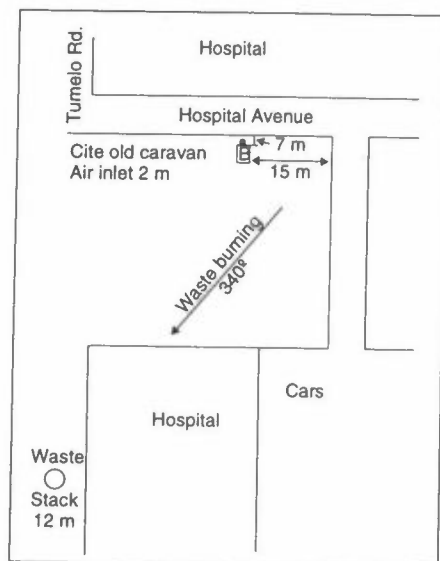 Hospital
Tumelo Rd.
Hospital Avenue
Cite old caravan
Air inlet 2 m
7 m
15 m
Waste burning
340º
Hospital
Cars
Waste
Stack
12 m